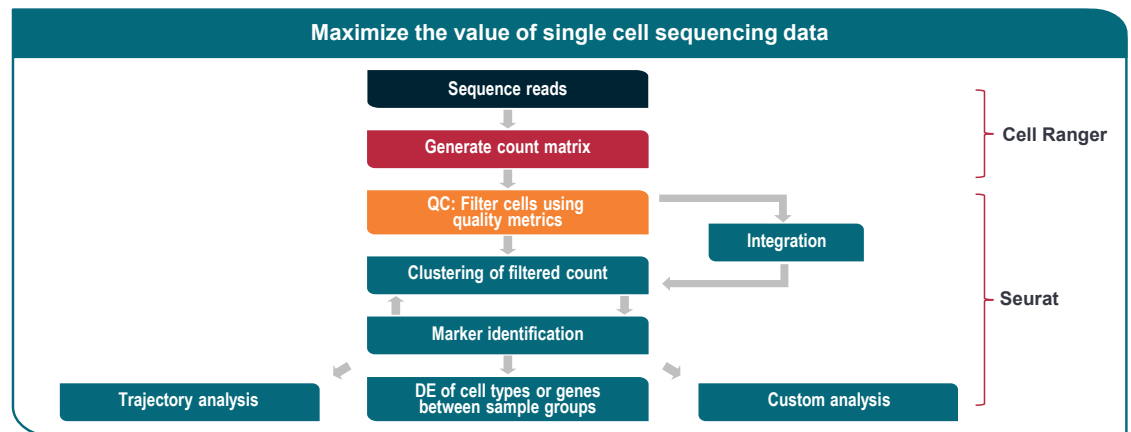 Maximize the value of single cell sequencing data
Sequence reads
Generate count matrix
Cell Ranger
QC: Filter cells using
quality metrics
Integration
Clustering of filtered count
Seurat
Marker identification
Trajectory analysis
DE of cell types or genes
between sample groups
Custom analysis